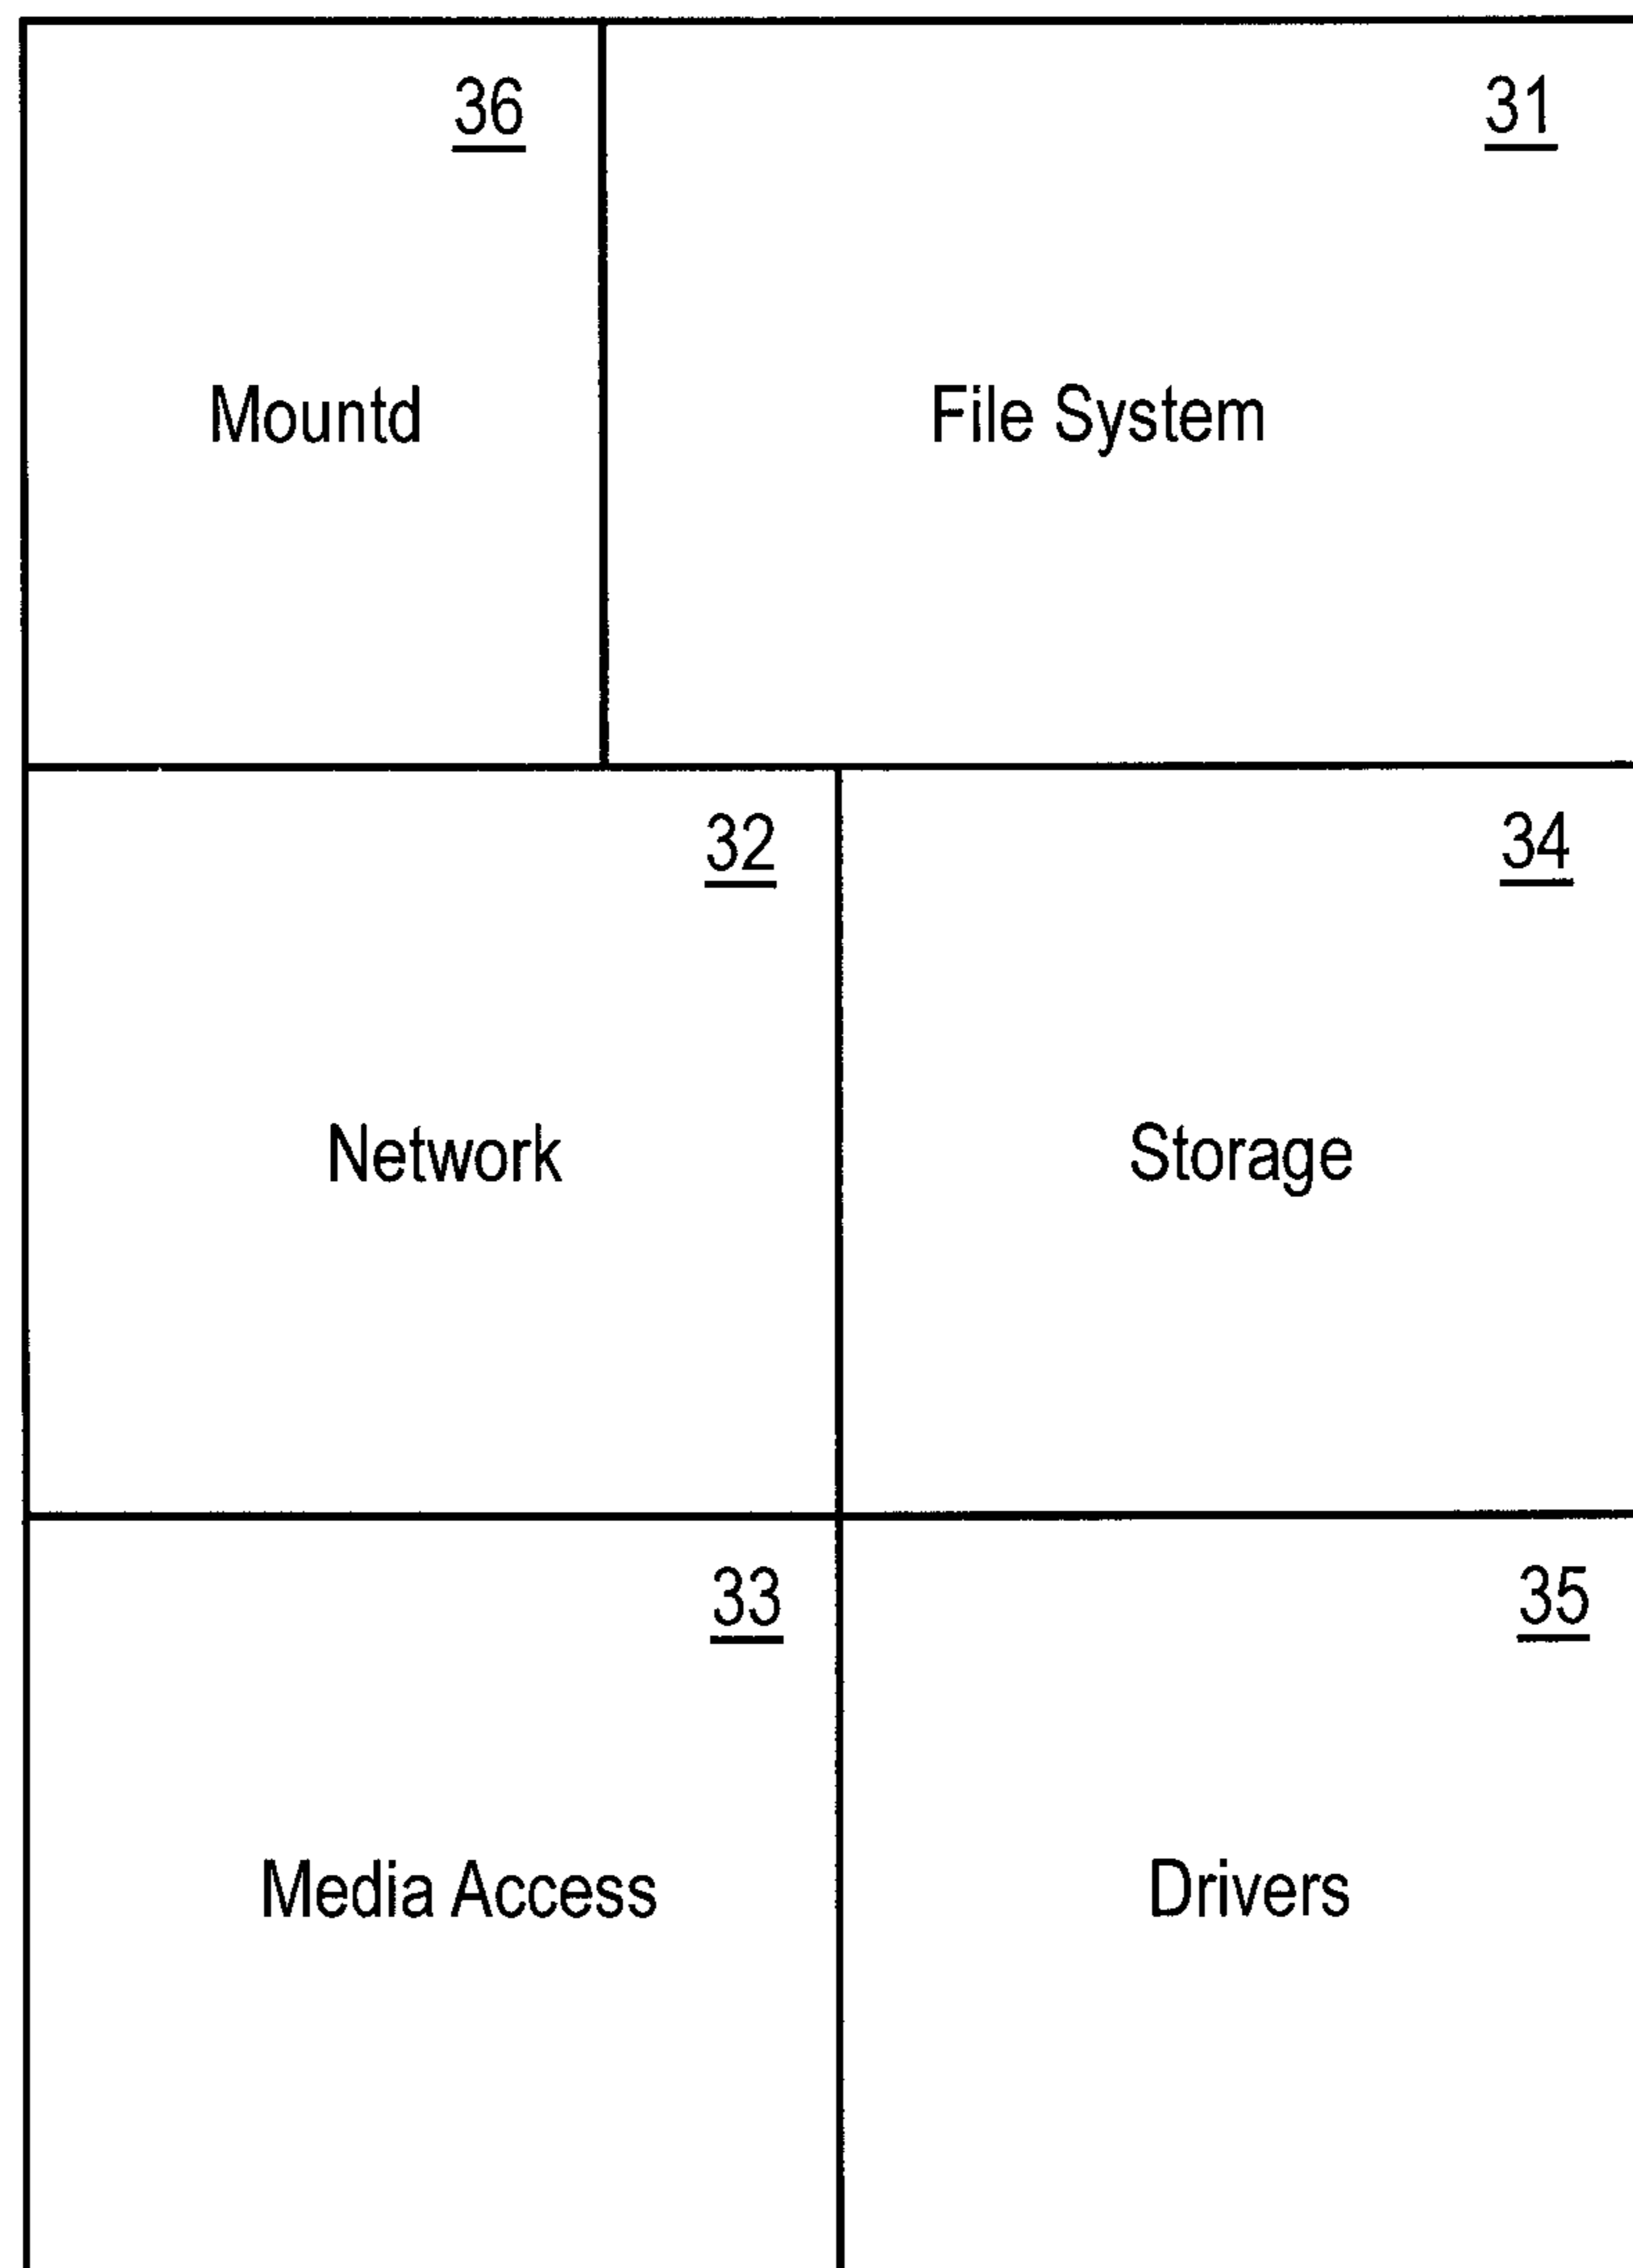 36
31
Mountd
File System
32
34
Network
Storage
33
35
Media Access
Drivers